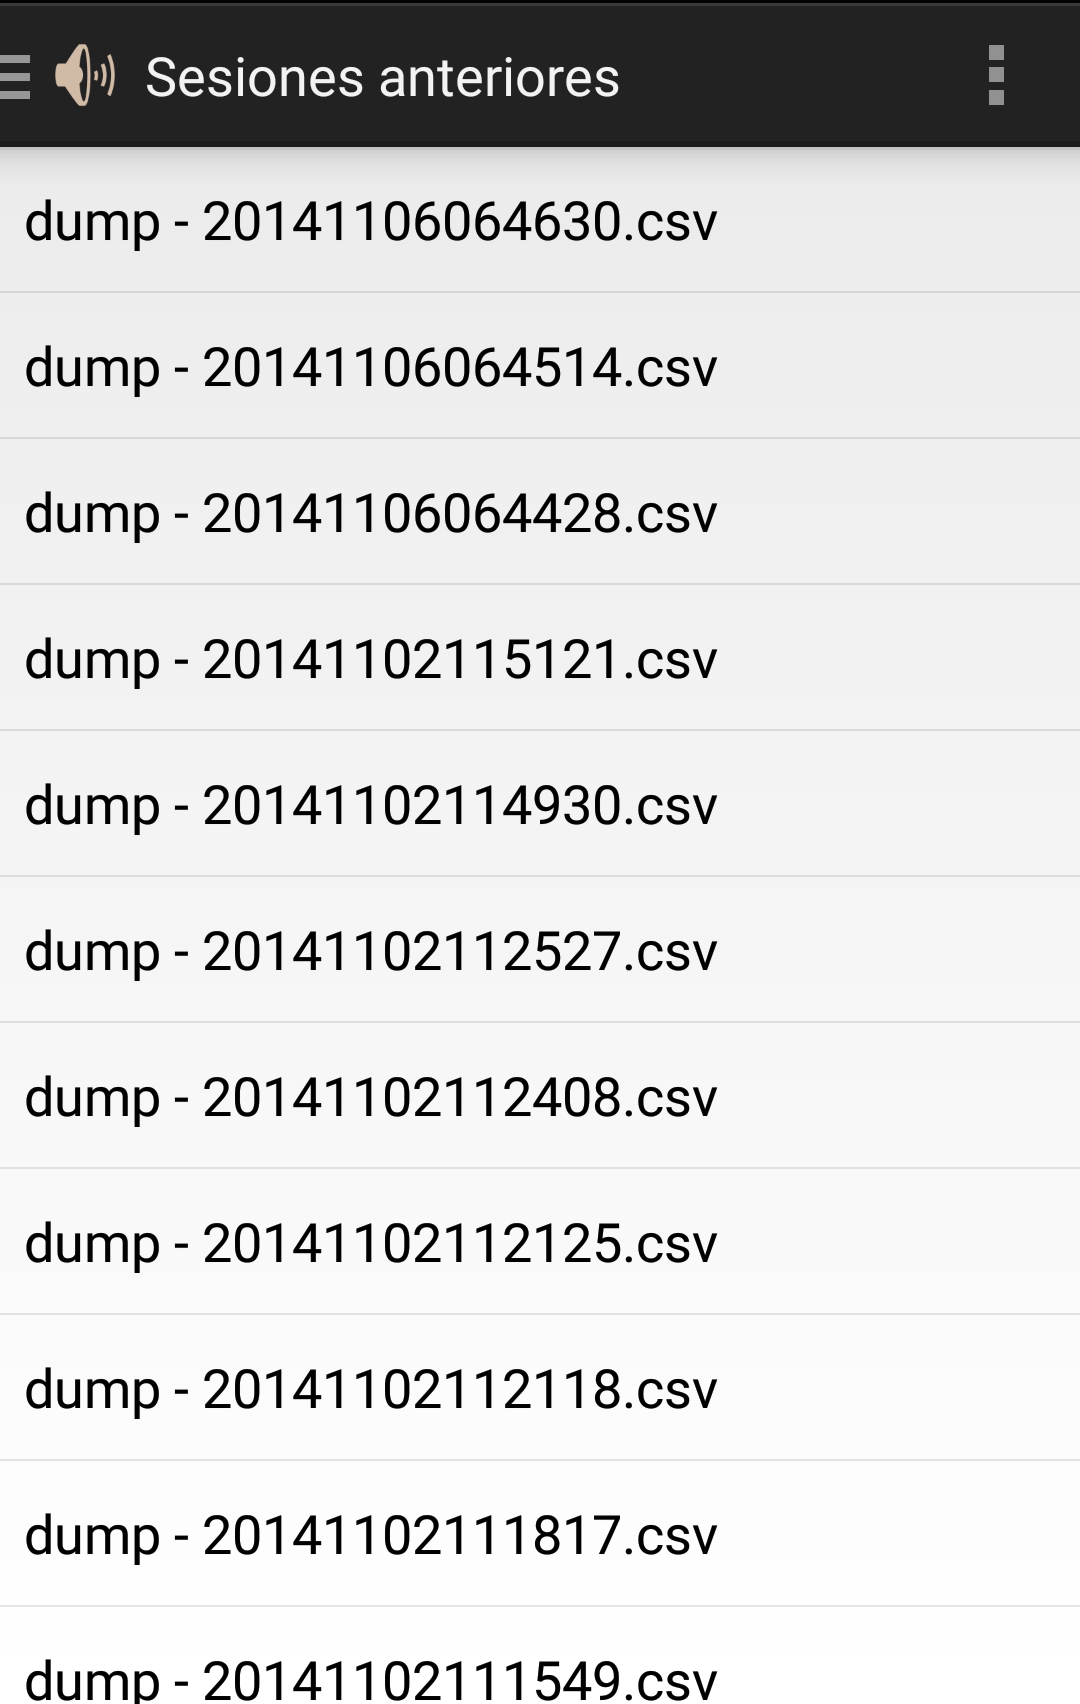 Sesiones anteriores
dump - 20141106064630.csv
dump - 20141106064514.csv
dump - 20141106064428.csv
dump - 20141102115121.csv
dump - 20141102114930.csv
dump - 20141102112527.csv
dump - 20141102112408.csv
dump - 20141102112125.csv
dump - 20141102112118.csv
dump - 20141102111817.csv
dump - 20141102111549.csv